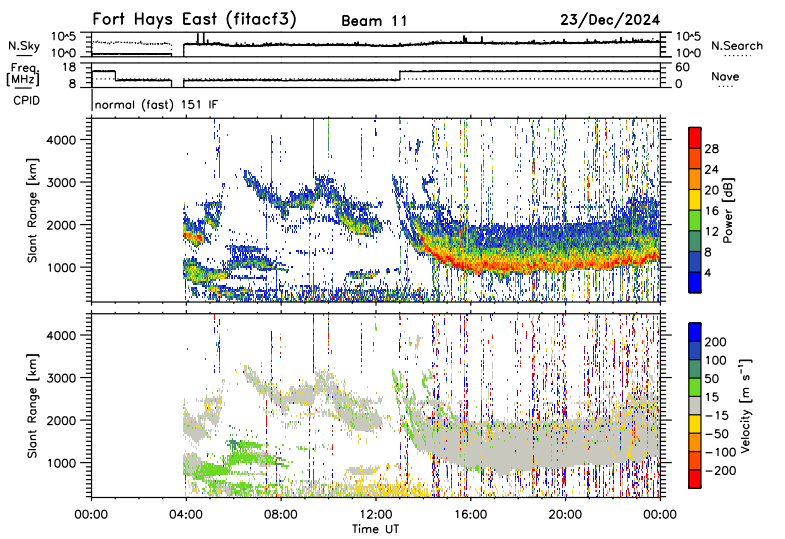 Fort Hays East (fitacf3) Beam 11 23/Dec/2024
N.Sky 10^5 10^0 10^5 10^0 N.Search
Freq. [MHz] 18 8 60 0 Nave
CPID normal (fast) 151 IF
Slant Range [km] 4000 3000 2000 1000
28 24 20 16 12 8 4 Power [dB]
Slant Range [km] 4000 3000 2000 1000
200 100 50 15 −15 −50 −100 −200 Velocity [m s⁻¹]
00:00 04:00 08:00 12:00 16:00 20:00 00:00
Time UT